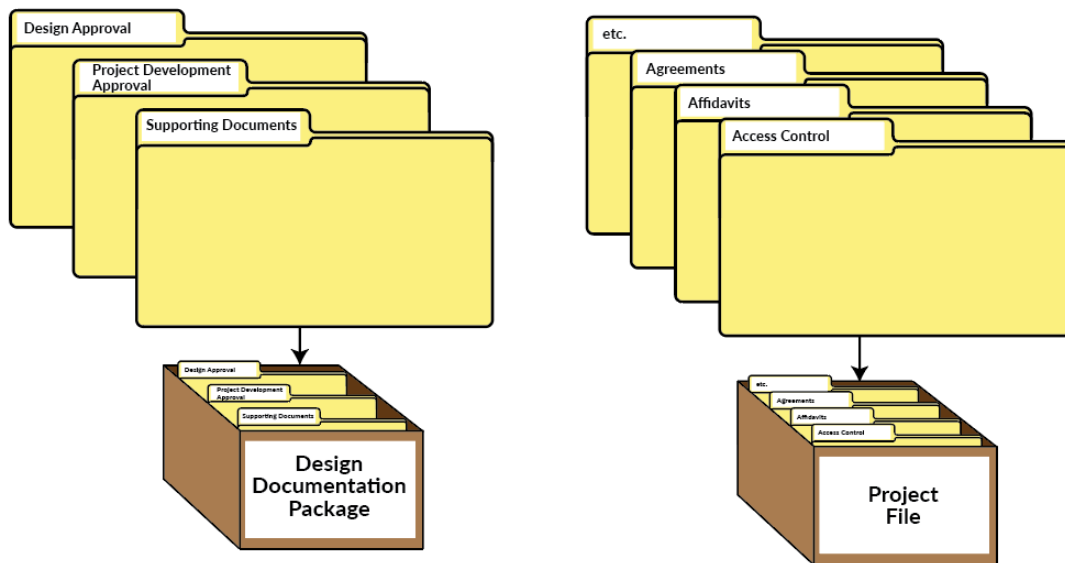 Design Approval
Project Development
Approval
Supporting Documents
etc.
Agreements
Affidavits
Access Control
Design Approval
Project Development
Approval
Supporting Documents
Design
Documentation
Package
etc.
Agreements
Affidavits
Access Control
Project
File